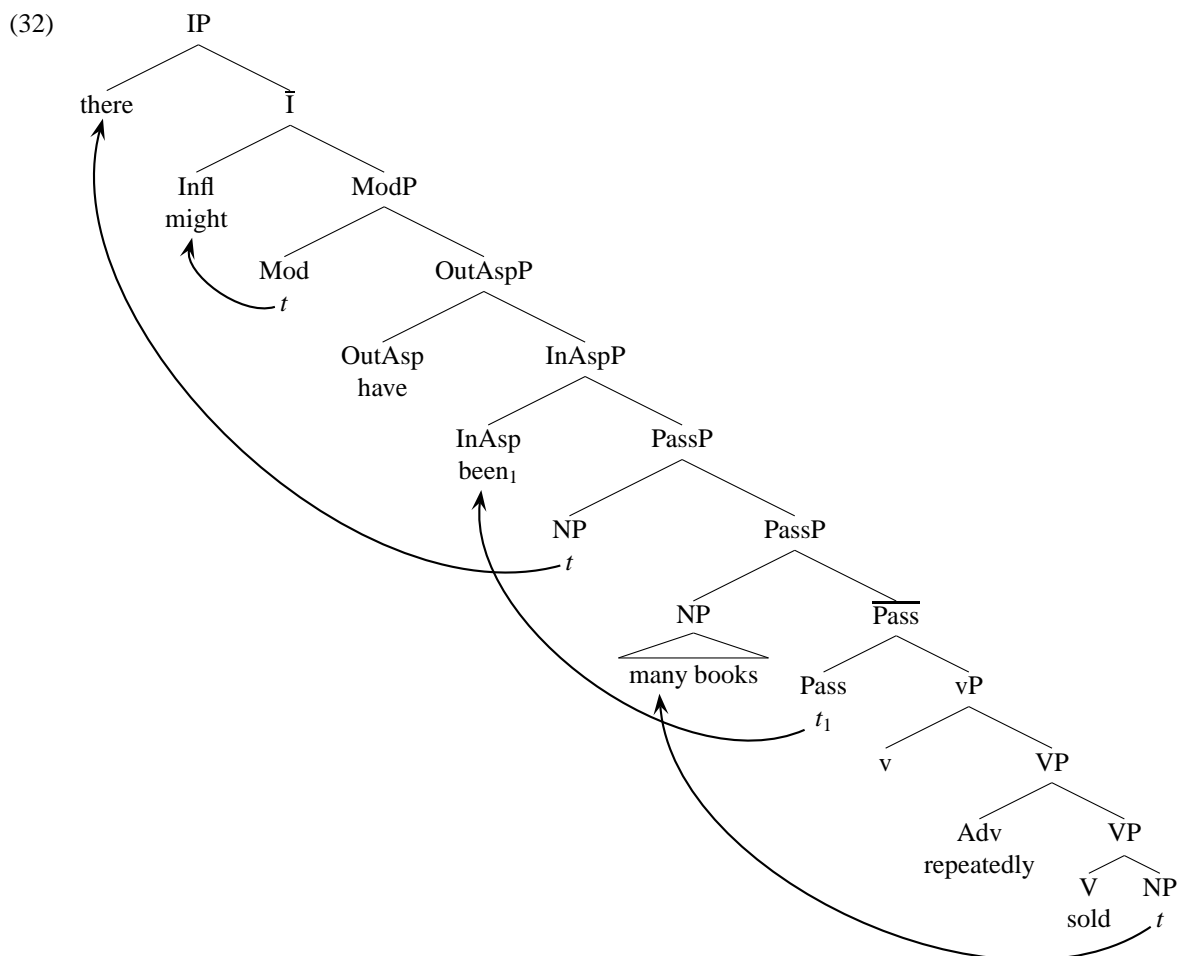 (32) IP
there Ī
Infl ModP
might
Mod OutAspP
t
OutAsp InAspP
have
InAsp PassP
been₁
NP PassP
t
NP P̅a̅s̅s̅
many books Pass vP
t₁
v VP
Adv VP
repeatedly
V NP
sold t